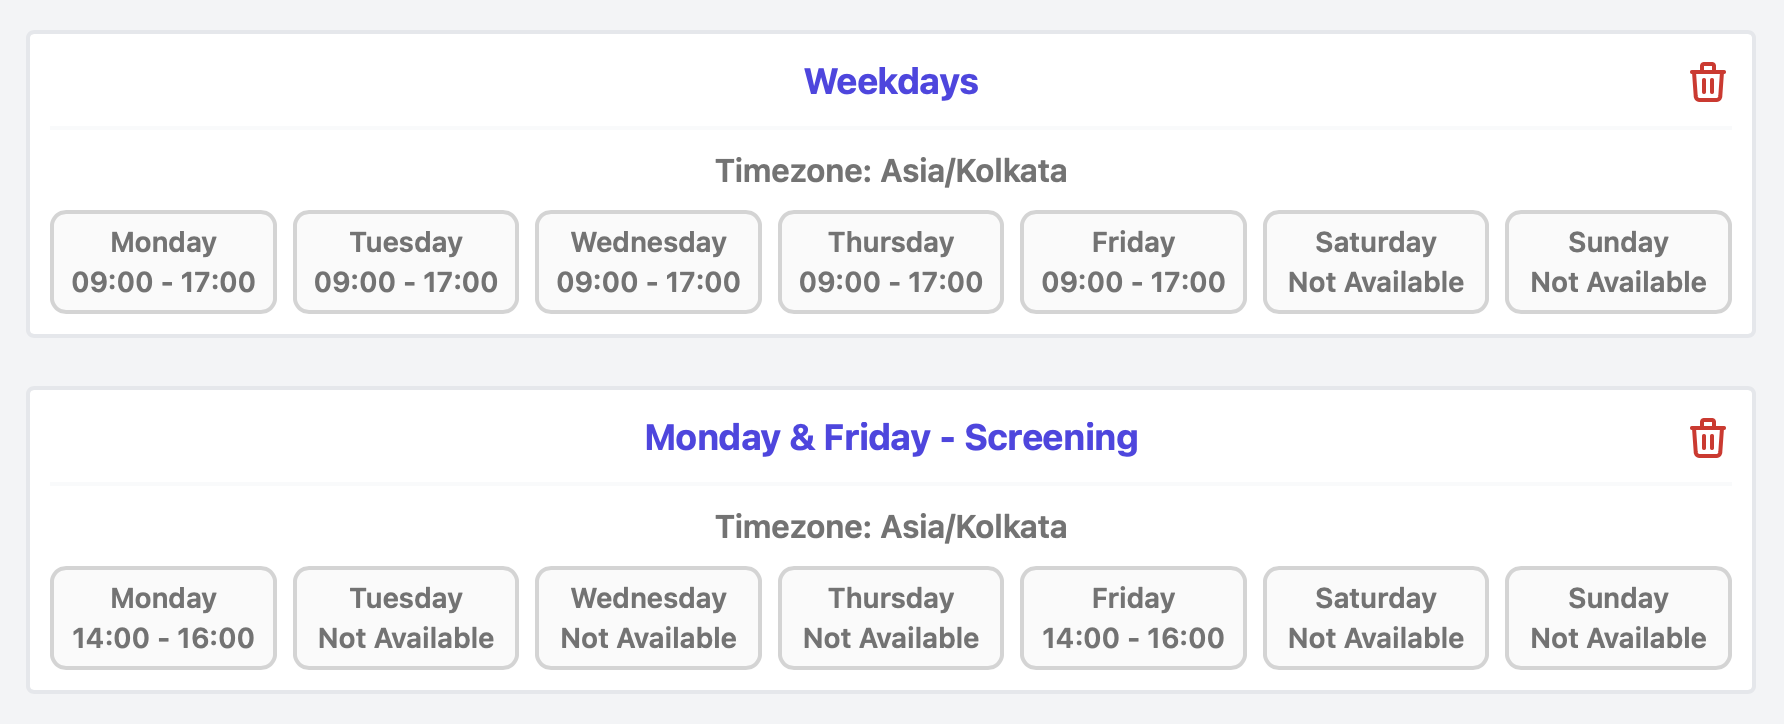 Weekdays
Timezone: Asia/Kolkata
Monday Tuesday Wednesday Thursday Friday Saturday Sunday
09:00 - 17:00 09:00 - 17:00 09:00 - 17:00 09:00 - 17:00 09:00 - 17:00 Not Available Not Available
Monday & Friday - Screening
Timezone: Asia/Kolkata
Monday Tuesday Wednesday Thursday Friday Saturday Sunday
14:00 - 16:00 Not Available Not Available Not Available 14:00 - 16:00 Not Available Not Available